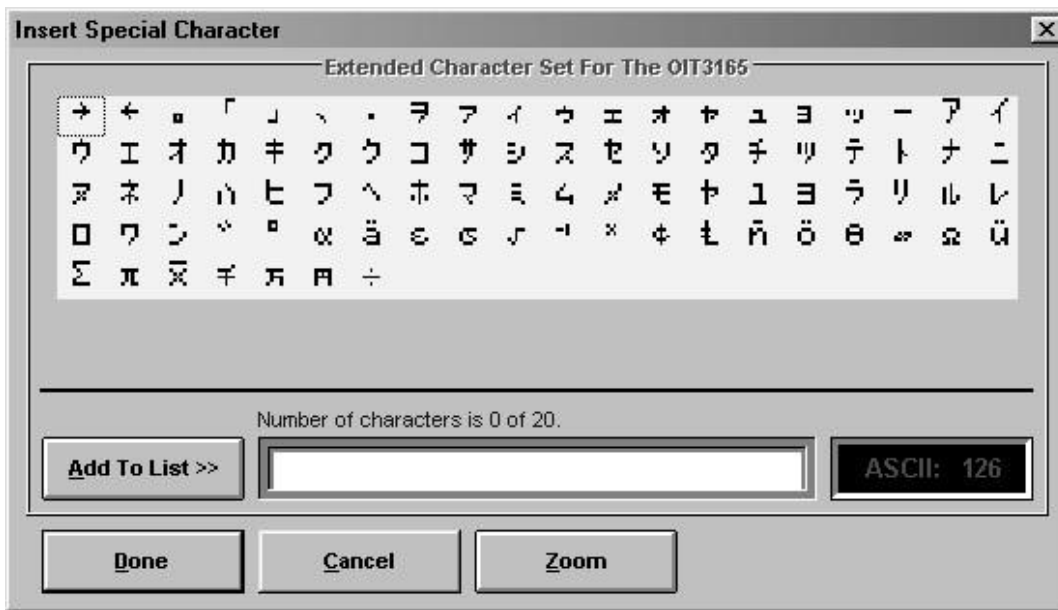 Insert Special Character
Extended Character Set For The OIT3165
→ ← 。 「 」 、 ・ ヲ ァ ィ ゥ ェ ォ ャ ュ ョ ッ ー ア イ
ウ エ オ カ キ ク ケ コ サ シ ス セ ソ タ チ ツ テ ト ナ ニ
ヌ ネ ノ ハ ヒ フ ヘ ホ マ ミ ム メ モ ヤ ユ ヨ ラ リ ル レ
ロ ワ ン ゛ ゜ α ä ε σ √ ⁻¹ ˣ ¢ Ł ñ ö θ ∞ Ω ü
Σ π x̄ 千 万 円 ÷
Number of characters is 0 of 20.
Add To List >>
ASCII: 126
Done Cancel Zoom